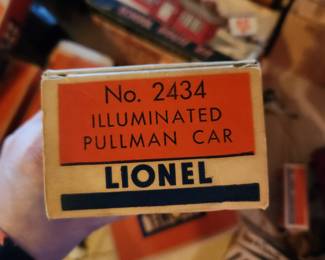 No. 2434
ILLUMINATED
PULLMAN CAR
LIONEL